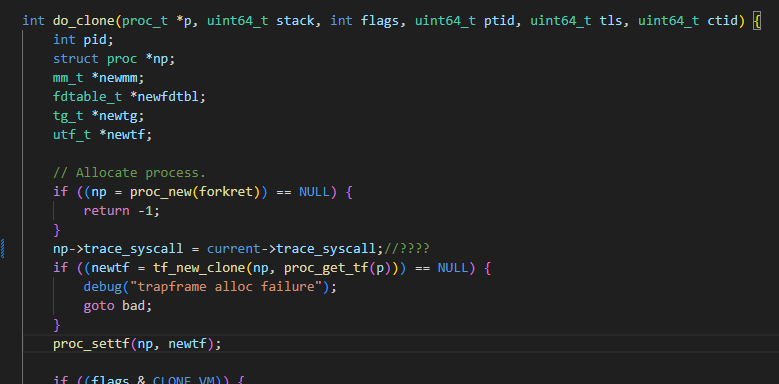 int do_clone(proc_t *p, uint64_t stack, int flags, uint64_t ptid, uint64_t tls, uint64_t ctid) {
int pid;
struct proc *np;
mm_t *newmm;
fdtable_t *newfdtbl;
tg_t *newtg;
utf_t *newtf;
// Allocate process.
if ((np = proc_new(forkret)) == NULL) {
return -1;
}
np->trace_syscall = current->trace_syscall;//????
if ((newtf = tf_new_clone(np, proc_get_tf(p))) == NULL) {
debug("trapframe alloc failure");
goto bad;
}
proc_settf(np, newtf);
if ((flags & CLONE_VM)) {